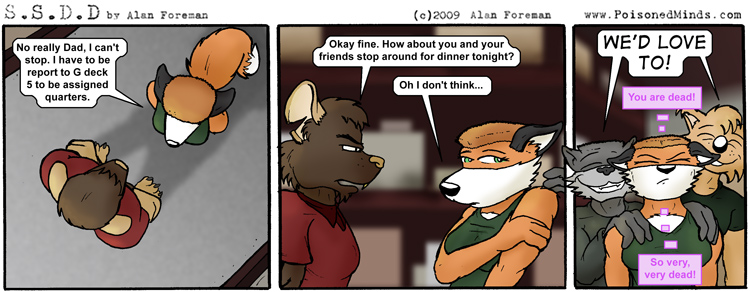 S.S.D.D by Alan Foreman
(c)2009 Alan Foreman
www.PoisonedMinds.com
No really Dad, I can't
stop. I have to be
report to G deck
5 to be assigned
quarters.
Okay fine. How about you and your
friends stop around for dinner tonight?
Oh I don't think...
WE'D LOVE
TO!
You are dead!
So very,
very dead!